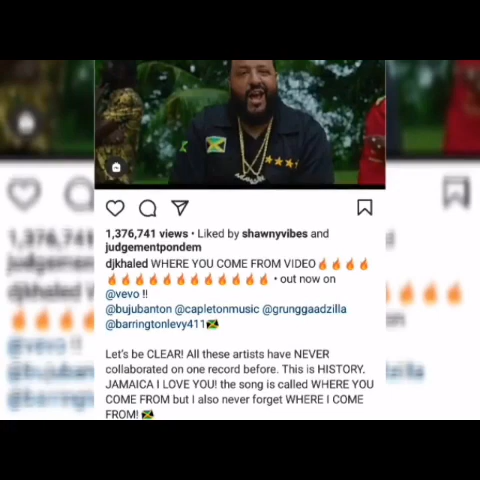 1,376,741 views • Liked by shawnyvibes and
judgementpondem
djkhaled WHERE YOU COME FROM VIDEO🔥🔥🔥🔥
🔥🔥🔥🔥🔥🔥🔥🔥🔥🔥🔥🔥🔥 • out now on
@vevo !!
@bujubanton @capletonmusic @grunggaadzilla
@barringtonlevy411🇯🇲
Let's be CLEAR! All these artists have NEVER
collaborated on one record before. This is HISTORY.
JAMAICA I LOVE YOU! the song is called WHERE YOU
COME FROM but I also never forget WHERE I COME
FROM! 🇯🇲